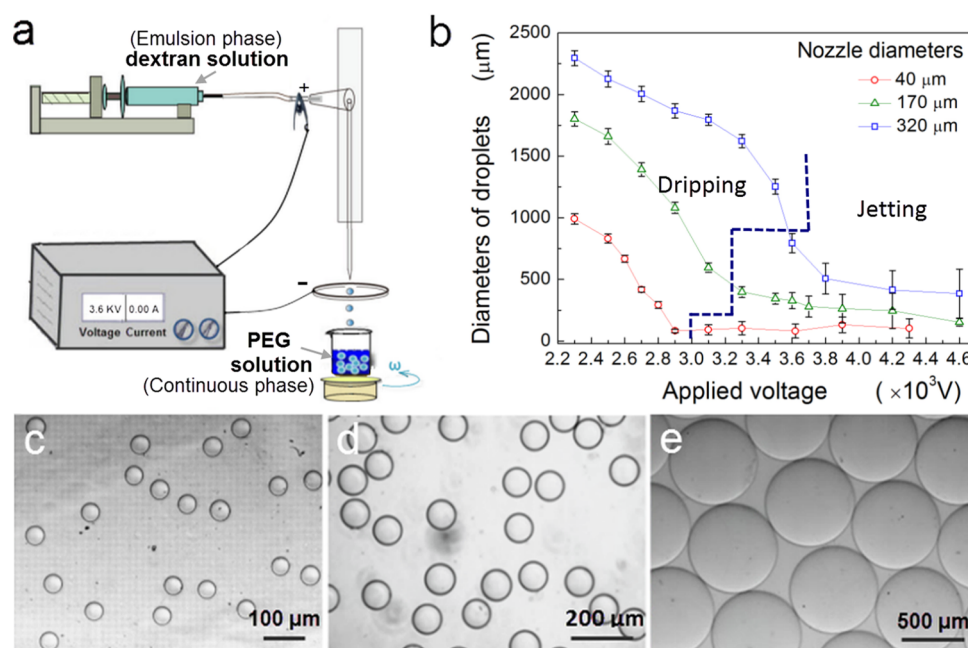 a
(Emulsion phase)
dextran solution
+
−
3.6 KV 0.00 A
Voltage Current
PEG
solution
(Continuous phase)
ω
b
Diameters of droplets (μm)
2500
2000
1500
1000
500
0
Nozzle diameters
40 μm
170 μm
320 μm
Dripping
Jetting
2.2 2.4 2.6 2.8 3.0 3.2 3.4 3.6 3.8 4.0 4.2 4.4 4.6
Applied voltage ( ×10³V)
c
100 μm
d
200 μm
e
500 μm